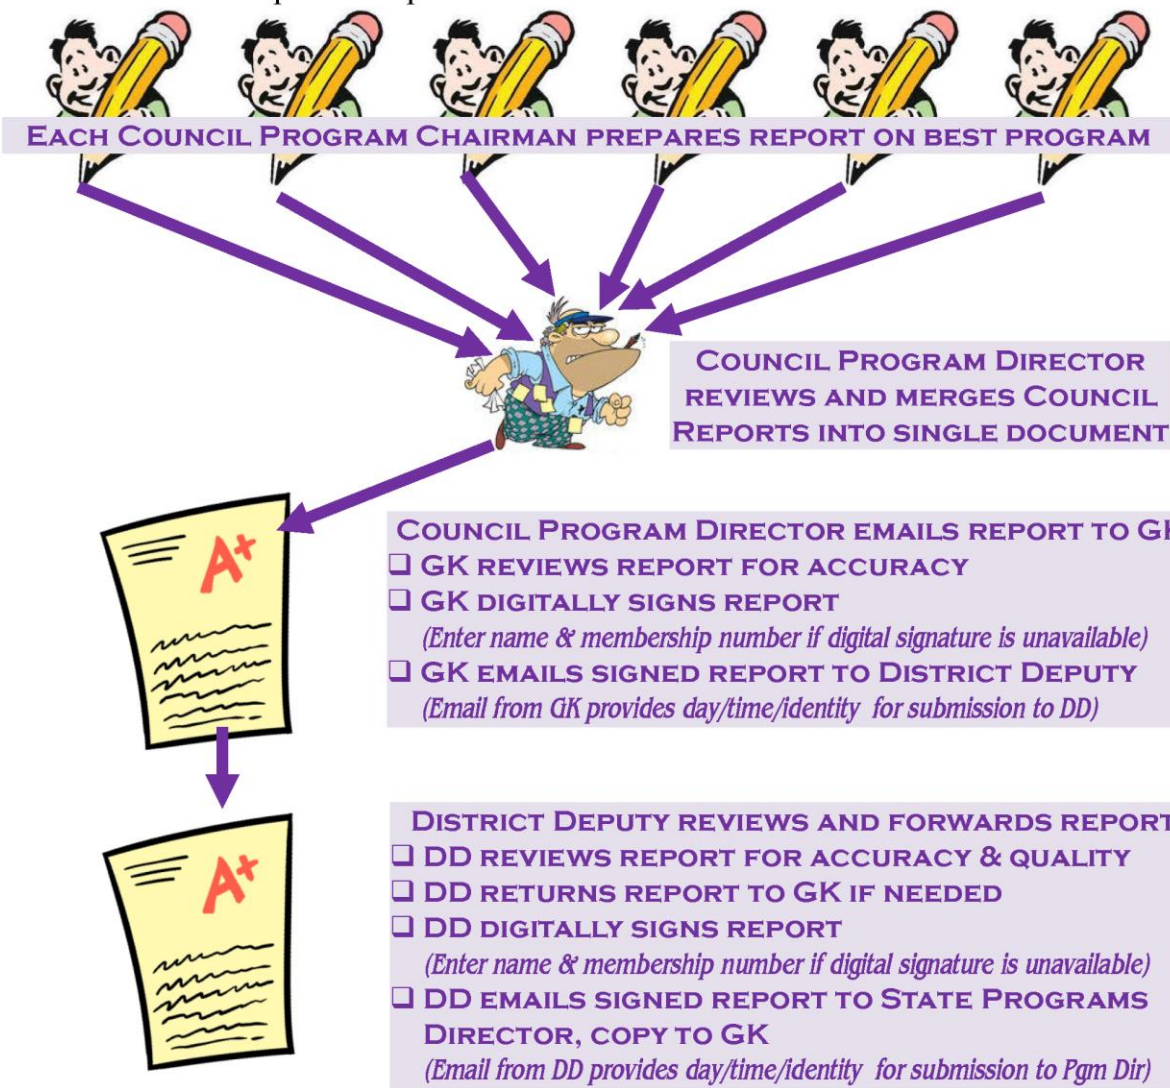 EACH COUNCIL PROGRAM CHAIRMAN PREPARES REPORT ON BEST PROGRAM
COUNCIL PROGRAM DIRECTOR
REVIEWS AND MERGES COUNCIL
REPORTS INTO SINGLE DOCUMENT
A+
COUNCIL PROGRAM DIRECTOR EMAILS REPORT TO GK
❑ GK REVIEWS REPORT FOR ACCURACY
❑ GK DIGITALLY SIGNS REPORT
(Enter name & membership number if digital signature is unavailable)
❑ GK EMAILS SIGNED REPORT TO DISTRICT DEPUTY
(Email from GK provides day/time/identity for submission to DD)
A+
DISTRICT DEPUTY REVIEWS AND FORWARDS REPORT
❑ DD REVIEWS REPORT FOR ACCURACY & QUALITY
❑ DD RETURNS REPORT TO GK IF NEEDED
❑ DD DIGITALLY SIGNS REPORT
(Enter name & membership number if digital signature is unavailable)
❑ DD EMAILS SIGNED REPORT TO STATE PROGRAMS
DIRECTOR, COPY TO GK
(Email from DD provides day/time/identity for submission to Pgm Dir)